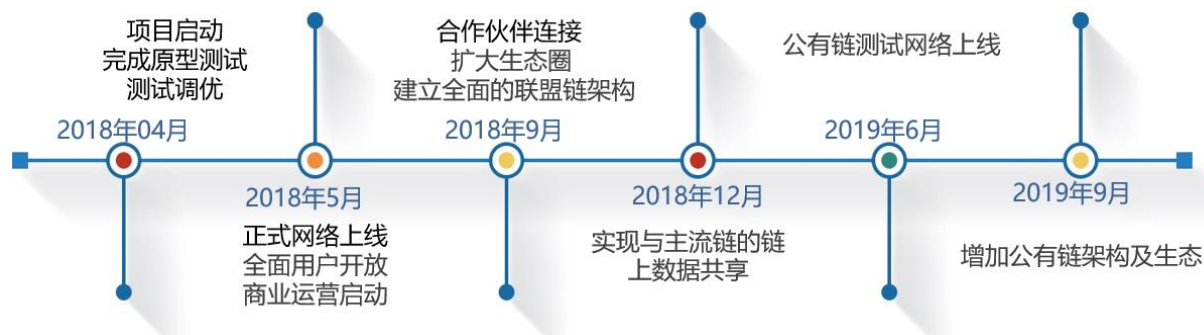 项目启动
完成原型测试
测试调优
2018年04月
2018年5月
正式网络上线
全面用户开放
商业运营启动
合作伙伴连接
扩大生态圈
建立全面的联盟链架构
2018年9月
2018年12月
实现与主流链的链
上数据共享
公有链测试网络上线
2019年6月
2019年9月
增加公有链架构及生态